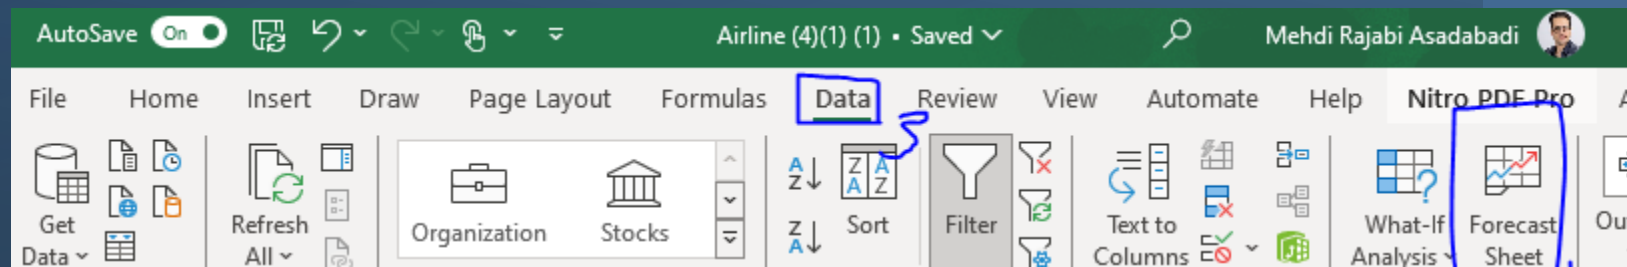 AutoSave On Airline (4)(1) (1) • Saved Mehdi Rajabi Asadabadi
File Home Insert Draw Page Layout Formulas Data Review View Automate Help Nitro PDF Pro
Get Data Refresh All Organization Stocks A Z Z A Z A A Z Sort Filter Text to Columns ? What-If Analysis Forecast Sheet